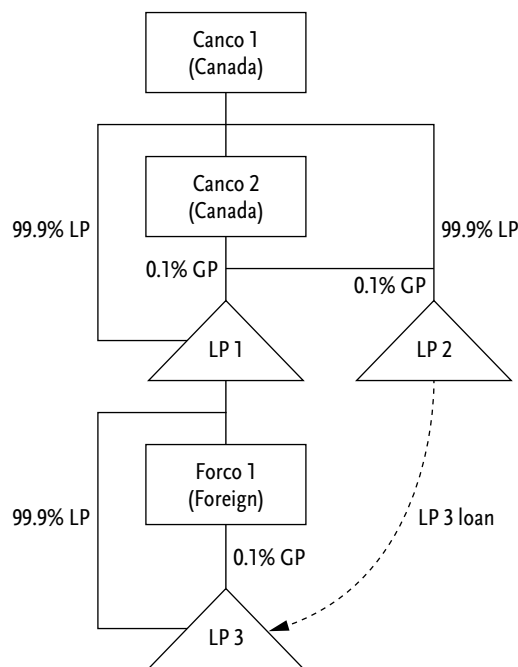 Canco 1
(Canada)
Canco 2
(Canada)
99.9% LP
99.9% LP
0.1% GP
0.1% GP
LP 1
LP 2
Forco 1
(Foreign)
99.9% LP
LP 3 loan
0.1% GP
LP 3